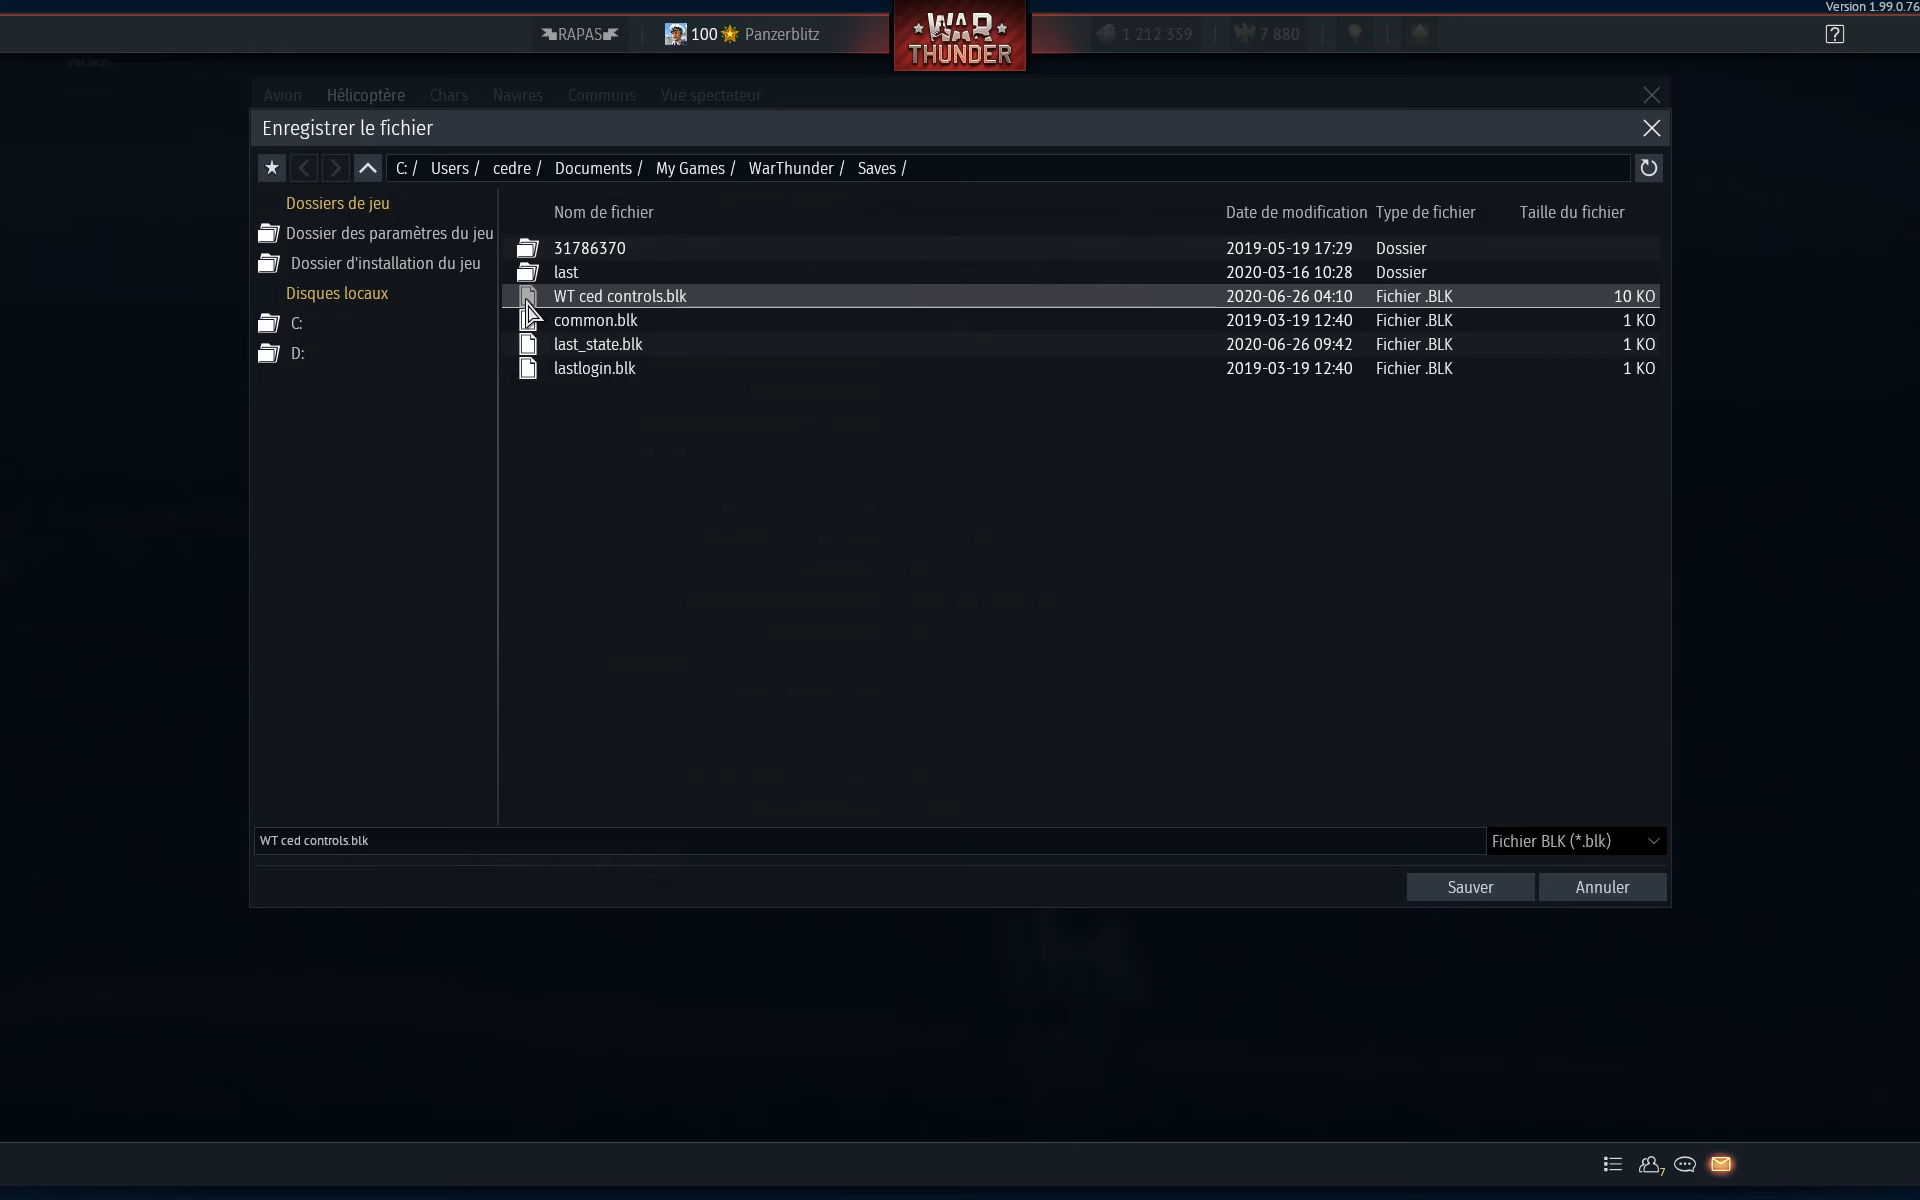 Version 1.99.0.76
RAPAS 100 Panzerblitz WAR THUNDER 1 212 359 7 880 ?
Vol test
Avion Hélicoptère Chars Navires Communs Vue spectateur
Enregistrer le fichier
C: / Users / cedre / Documents / My Games / WarThunder / Saves /
Dossiers de jeu
Dossier des paramètres du jeu
Dossier d'installation du jeu
Disques locaux
C:
D:
Nom de fichier Date de modification Type de fichier Taille du fichier
31786370 2019-05-19 17:29 Dossier
last 2020-03-16 10:28 Dossier
WT ced controls.blk 2020-06-26 04:10 Fichier .BLK 10 KO
common.blk 2019-03-19 12:40 Fichier .BLK 1 KO
last_state.blk 2020-06-26 09:42 Fichier .BLK 1 KO
lastlogin.blk 2019-03-19 12:40 Fichier .BLK 1 KO
WT ced controls.blk Fichier BLK (*.blk)
Sauver Annuler
7